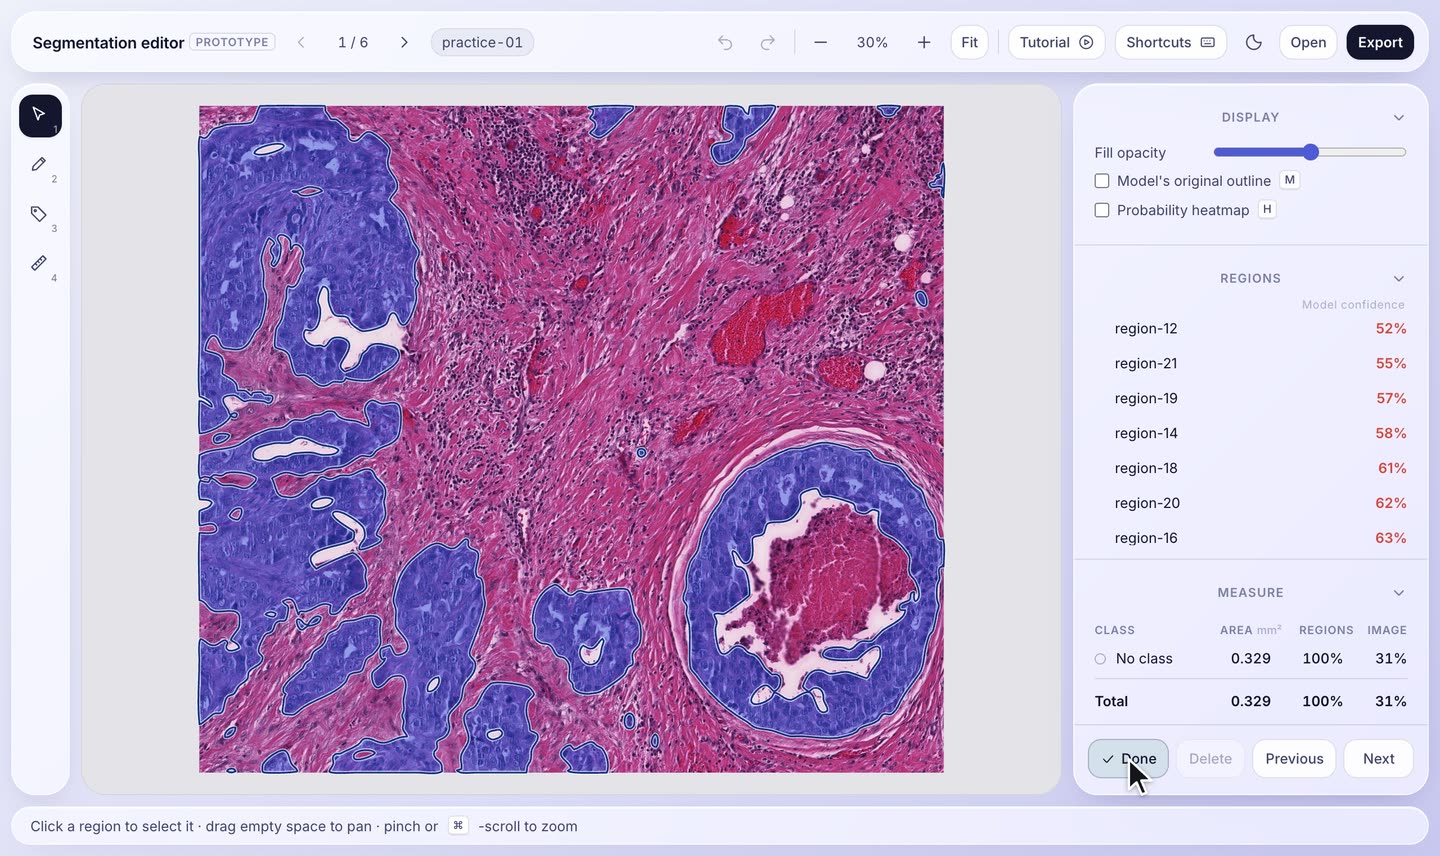 Segmentation editor PROTOTYPE 1 / 6 practice-01 30% Fit Tutorial Shortcuts Open Export
1
2
3
4
DISPLAY
Fill opacity
Model's original outline M
Probability heatmap H
REGIONS
Model confidence
region-12 52%
region-21 55%
region-19 57%
region-14 58%
region-18 61%
region-20 62%
region-16 63%
MEASURE
CLASS AREA mm² REGIONS IMAGE
No class 0.329 100% 31%
Total 0.329 100% 31%
Done Delete Previous Next
Click a region to select it · drag empty space to pan · pinch or ⌘ -scroll to zoom